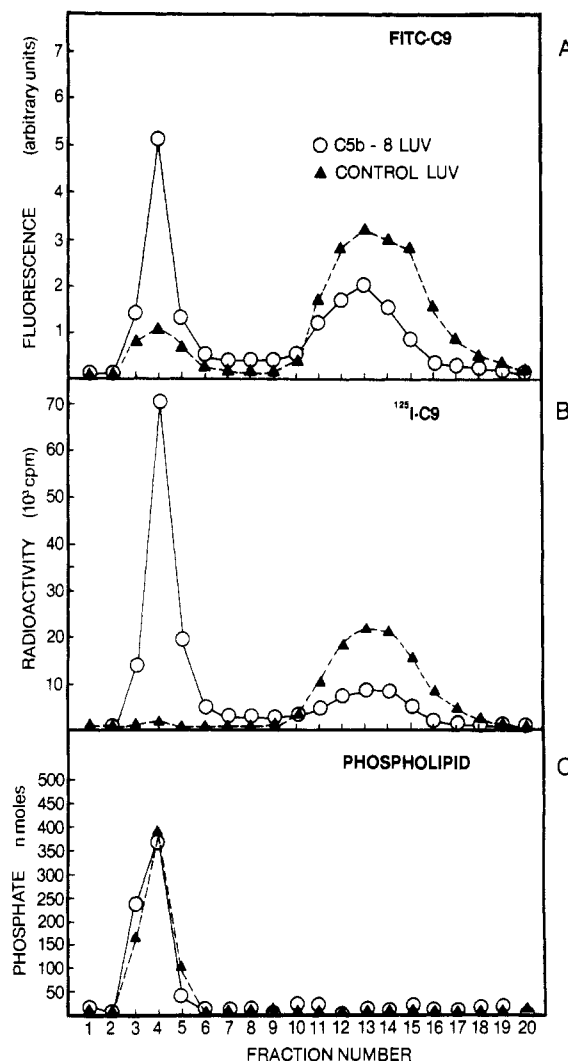 FITC-C9
A
FLUORESCENCE (arbitrary units)
7
6
5
4
3
2
1
C5b - 8 LUV
CONTROL LUV
¹²⁵I-C9
B
RADIOACTIVITY (10³ cpm)
70
60
50
40
30
20
10
PHOSPHOLIPID
C
PHOSPHATE n moles
500
450
400
350
300
250
200
150
100
50
1 2 3 4 5 6 7 8 9 10 11 12 13 14 15 16 17 18 19 20
FRACTION NUMBER